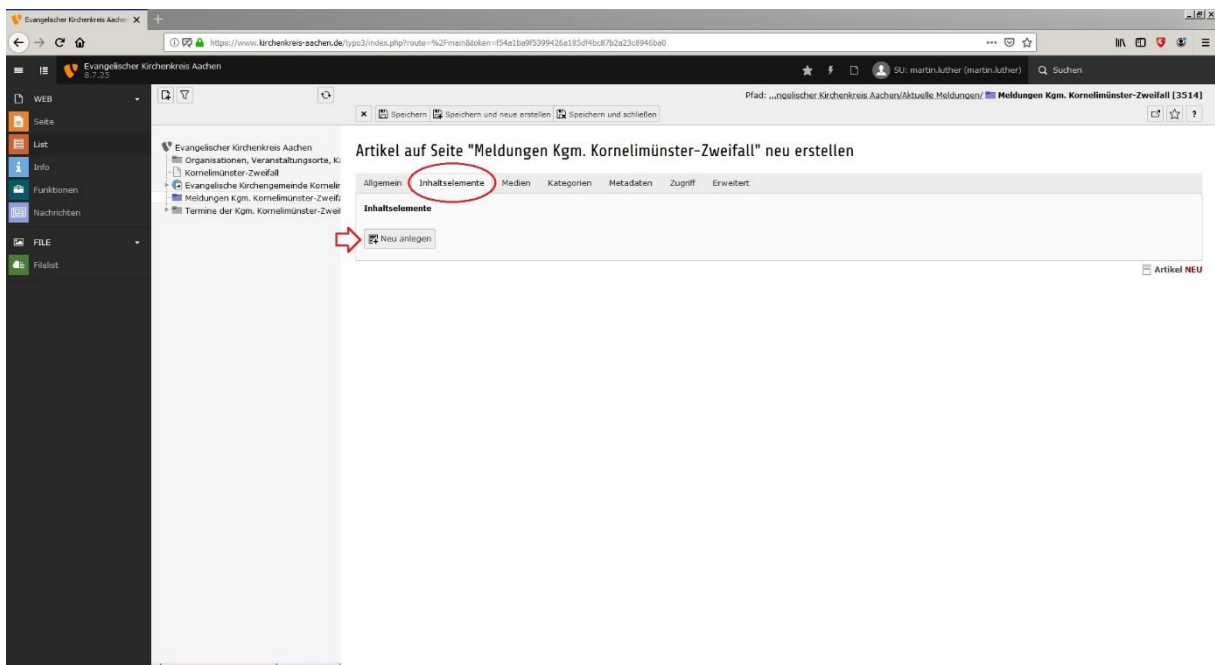 Evangelischer Kirchenkreis Aachen
https://www.kirchenkreis-aachen.de/typo3/index.php?route=%2Fmain&token=f54a1ba9f5399426a185df4bc87b2a23c8946ba0
Evangelischer Kirchenkreis Aachen
8.7.25
SU: martin.luther (martin.luther)
Suchen
WEB
Seite
List
Info
Funktionen
Nachrichten
FILE
Filelist
Evangelischer Kirchenkreis Aachen
Organisationen, Veranstaltungsorte, Ka
Kornelimünster-Zweifall
Evangelische Kirchengemeinde Kornelim
Meldungen Kgm. Kornelimünster-Zweifa
Termine der Kgm. Kornelimünster-Zweif
Pfad: ...ngelischer Kirchenkreis Aachen/Aktuelle Meldungen/ Meldungen Kgm. Kornelimünster-Zweifall [3514]
Speichern Speichern und neue erstellen Speichern und schließen
?
Artikel auf Seite "Meldungen Kgm. Kornelimünster-Zweifall" neu erstellen
Allgemein Inhaltselemente Medien Kategorien Metadaten Zugriff Erweitert
Inhaltselemente
Neu anlegen
Artikel NEU